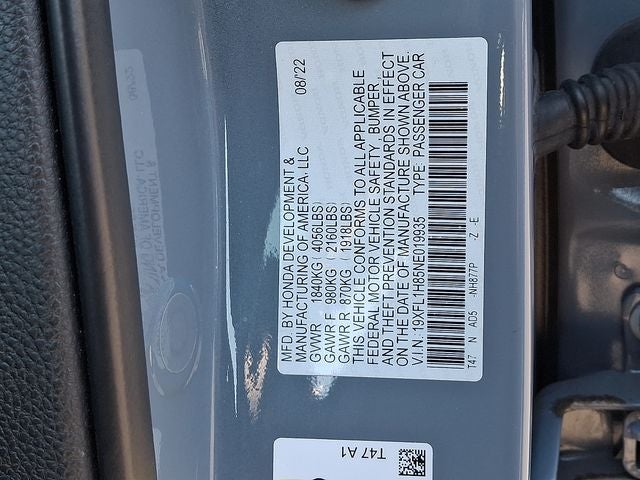 MFD. BY HONDA DEVELOPMENT & 08/22
MANUFACTURING OF AMERICA, LLC
GVWR 1840KG ( 4056LBS)
GAWR F 980KG ( 2160LBS)
GAWR R 870KG ( 1918LBS)
THIS VEHICLE CONFORMS TO ALL APPLICABLE
FEDERAL MOTOR VEHICLE SAFETY, BUMPER,
AND THEFT PREVENTION STANDARDS IN EFFECT
ON THE DATE OF MANUFACTURE SHOWN ABOVE.
V.I.N: 19XFL1H85NE019935 TYPE: PASSENGER CAR
T47 N AD5 -NH877P -Z -E
T47 A1